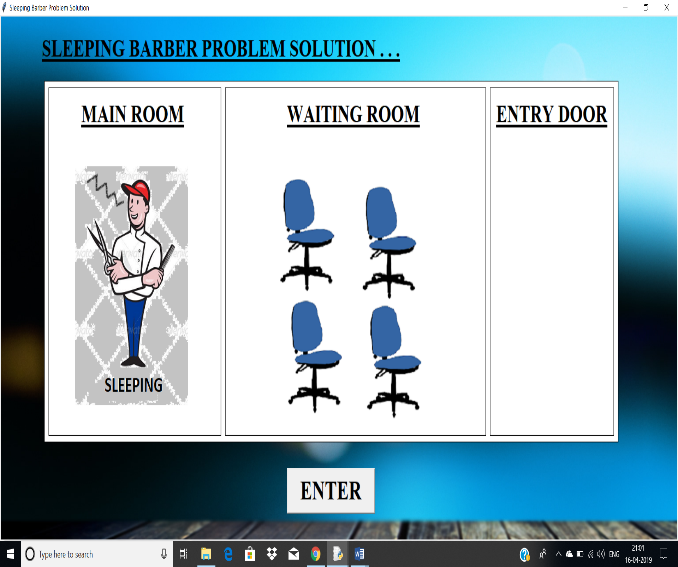 Sleeping Barber Problem Solution
SLEEPING BARBER PROBLEM SOLUTION . . .
MAIN ROOM
WAITING ROOM
ENTRY DOOR
SLEEPING
ENTER
Type here to search
ENG
21:01
16-04-2019